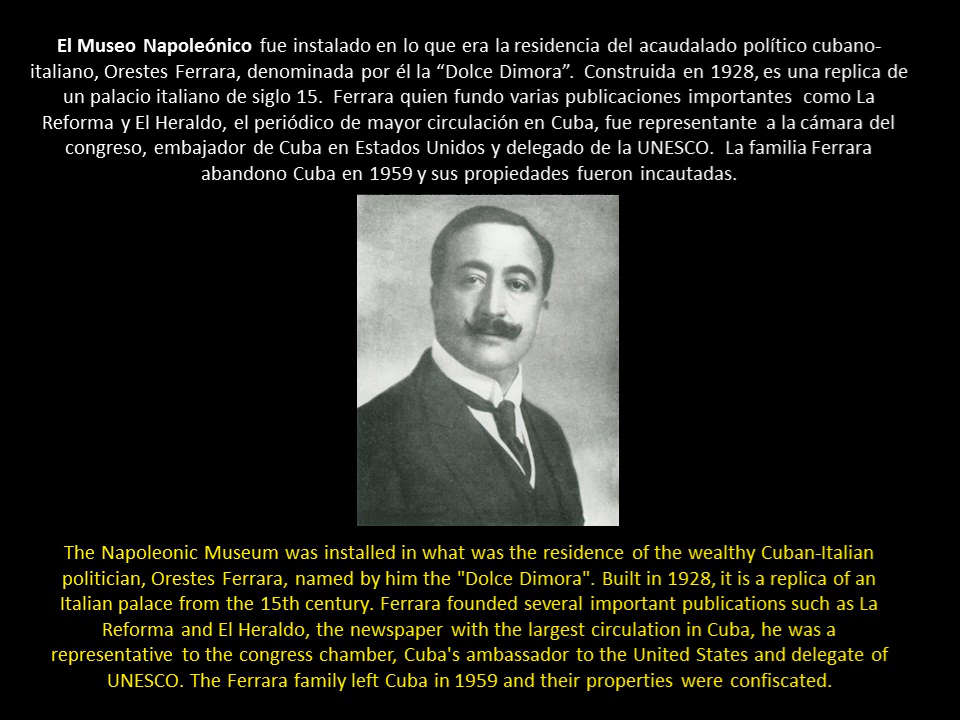 El Museo Napoleónico fue instalado en lo que era la residencia del acaudalado político cubano-
italiano, Orestes Ferrara, denominada por él la “Dolce Dimora”. Construida en 1928, es una replica de
un palacio italiano de siglo 15. Ferrara quien fundo varias publicaciones importantes como La
Reforma y El Heraldo, el periódico de mayor circulación en Cuba, fue representante a la cámara del
congreso, embajador de Cuba en Estados Unidos y delegado de la UNESCO. La familia Ferrara
abandono Cuba en 1959 y sus propiedades fueron incautadas.
The Napoleonic Museum was installed in what was the residence of the wealthy Cuban-Italian
politician, Orestes Ferrara, named by him the "Dolce Dimora". Built in 1928, it is a replica of an
Italian palace from the 15th century. Ferrara founded several important publications such as La
Reforma and El Heraldo, the newspaper with the largest circulation in Cuba, he was a
representative to the congress chamber, Cuba's ambassador to the United States and delegate of
UNESCO. The Ferrara family left Cuba in 1959 and their properties were confiscated.